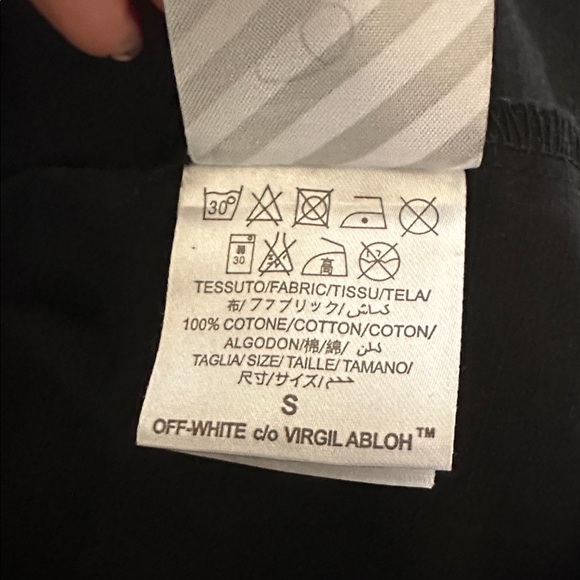 30°
30
高
TESSUTO/FABRIC/TISSU/TELA/
布/ファブリック/قماش/
100% COTONE/COTTON/COTON/
ALGODON/棉/綿/
TAGLIA/SIZE/TAILLE/TAMANO/
尺寸/サイズ/
S
OFF-WHITE c/o VIRGIL ABLOH™